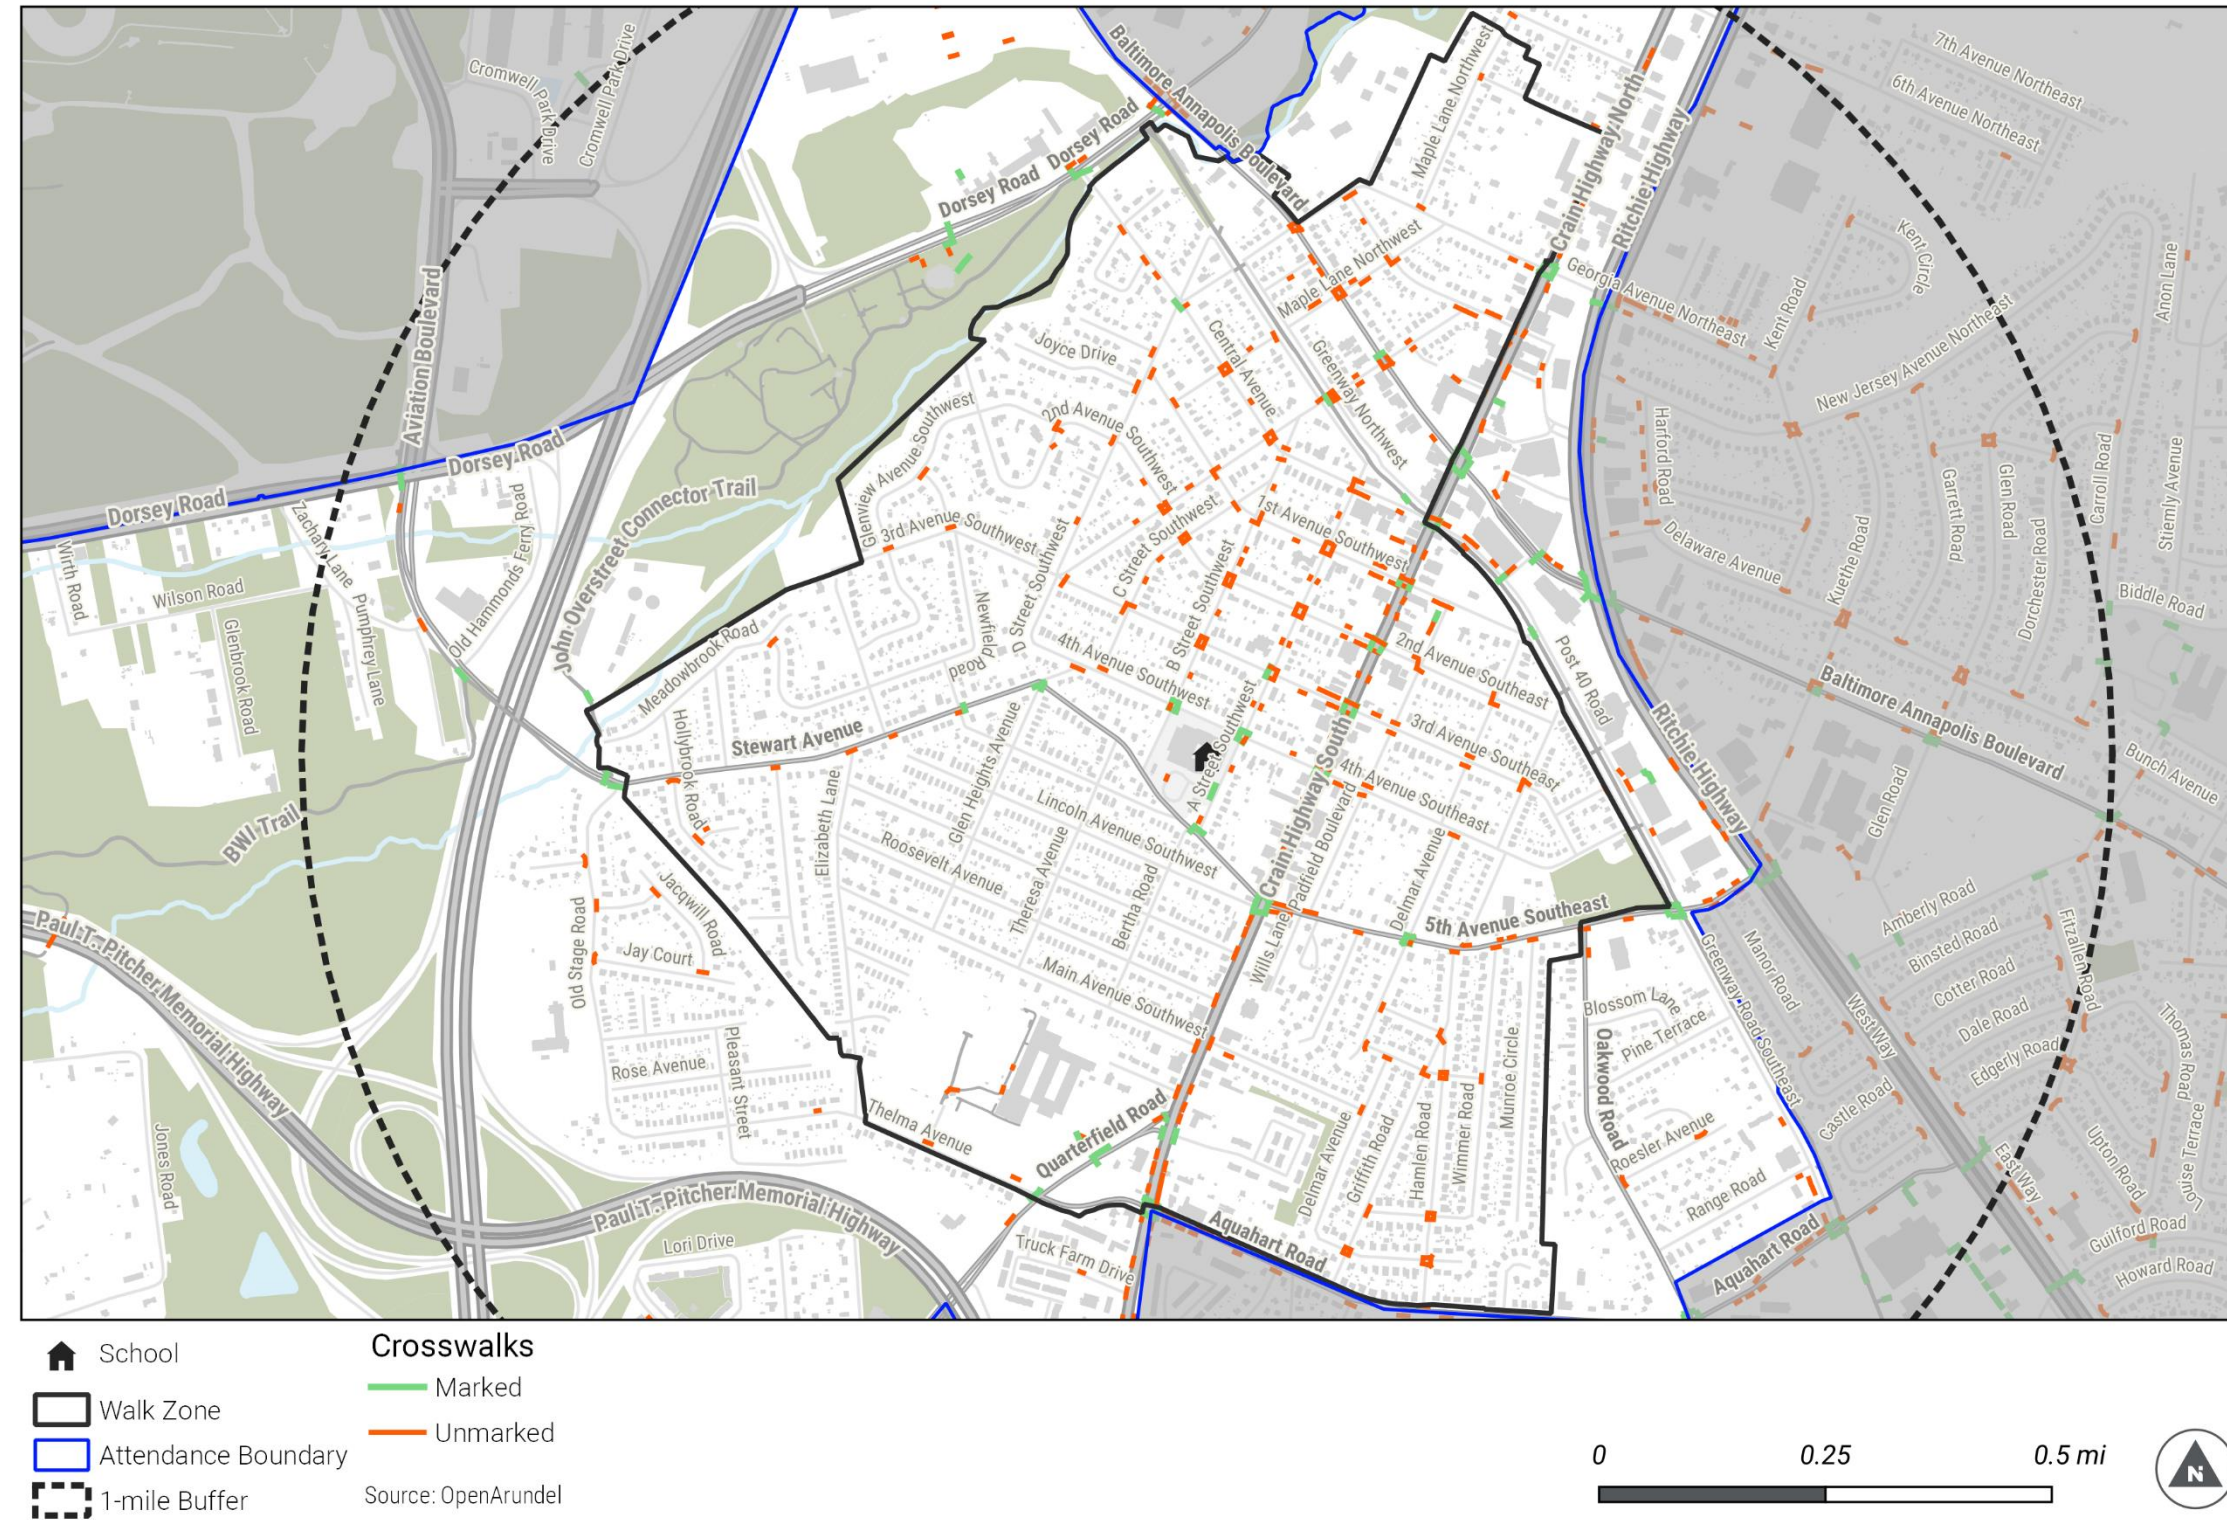 Cromwell Park Drive
Cromwell Park Drive
Baltimore Annapolis Boulevard
Maple Lane Northwest
Crain Highway North
Ritchie Highway
7th Avenue Northeast
6th Avenue Northeast
Dorsey Road
Dorsey Road
Kent Circle
Anon Lane
Aviation Boulevard
Maple Lane Northwest
Georgia Avenue Northeast
Kent Road
New Jersey Avenue Northeast
Joyce Drive
Central Avenue
Greenway Northwest
Dorsey Road
Dorsey Road
2nd Avenue Southwest
Glenview Avenue Southwest
Harford Road
Garrett Road
Glen Road
Carroll Road
Stiemly Avenue
Zachary Lane
Old Hammonds Ferry Road
John Overstreet Connector Trail
3rd Avenue Southwest
C Street Southwest
1st Avenue Southwest
Delaware Avenue
Kuethe Road
Dorchester Road
Wirth Road
Wilson Road
Pumphrey Lane
Glenbrook Road
Newfield Road
D Street Southwest
B Street Southwest
Biddle Road
Meadowbrook Road
4th Avenue Southwest
2nd Avenue Southeast
Post 40 Road
Baltimore Annapolis Boulevard
Stewart Avenue
Hollybrook Road
Glen Heights Avenue
A Street Southwest
Crain Highway South
3rd Avenue Southeast
4th Avenue Southeast
Ritchie Highway
Bunch Avenue
Glen Road
BWI Trail
Elizabeth Lane
Lincoln Avenue Southwest
Roosevelt Avenue
Theresa Avenue
Bertha Road
Wills Lane
Padfield Boulevard
Delmar Avenue
5th Avenue Southeast
Amberly Road
Binsted Road
Fitzallen Road
Paul T. Pitcher Memorial Highway
Old Stage Road
Jacqwill Road
Jay Court
Main Avenue Southwest
Greenway Road Southeast
Manor Road
West Way
Cotter Road
Dale Road
Edgerly Road
Thomas Road
Blossom Lane
Pine Terrace
Oakwood Road
Rose Avenue
Pleasant Street
Jones Road
Thelma Avenue
Quarterfield Road
Delmar Avenue
Griffith Road
Hamlen Road
Wimmer Road
Munroe Circle
Roesler Avenue
Range Road
Castle Road
East Way
Upton Road
Louise Terrace
Guilford Road
Howard Road
Paul T. Pitcher Memorial Highway
Lori Drive
Truck Farm Drive
Aquahart Road
Aquahart Road
School
Walk Zone
Attendance Boundary
1-mile Buffer
Crosswalks
Marked
Unmarked
Source: OpenArundel
0 0.25 0.5 mi
N